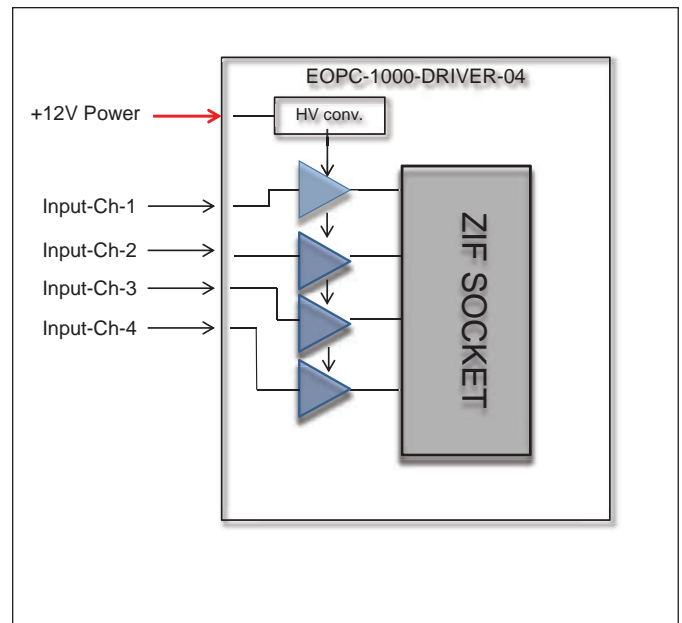 EOPC-1000-DRIVER-04
+12V Power
HV conv.
Input-Ch-1
Input-Ch-2
Input-Ch-3
Input-Ch-4
ZIF SOCKET